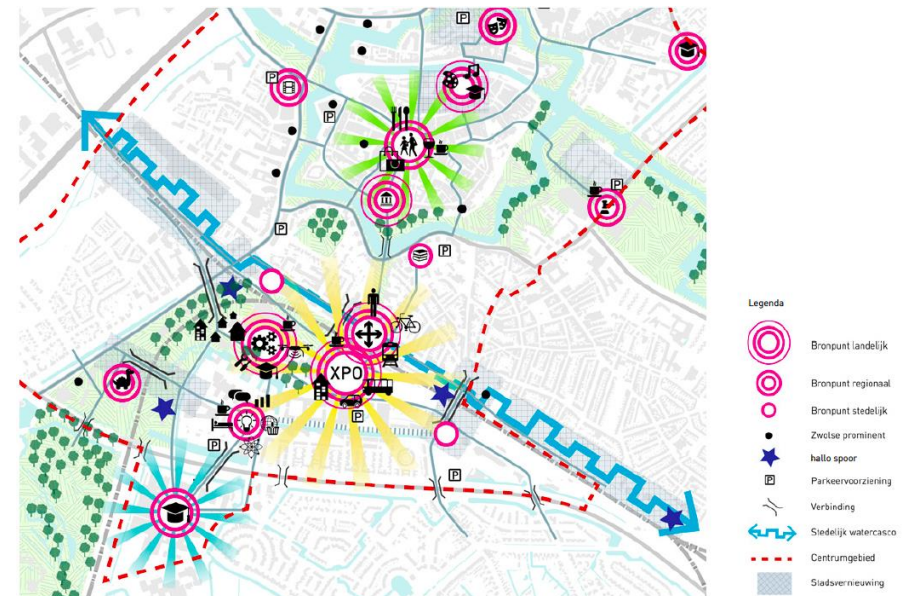 P
P
P
P
P
P
XPO
P
P
P
Legenda
Bronpunt landelijk
Bronpunt regionaal
Bronpunt stedelijk
Zwolse prominent
hallo spoor
P
Parkeervoorziening
Verbinding
Stedelijk watercasco
Centrumgebied
Stadsvernieuwing